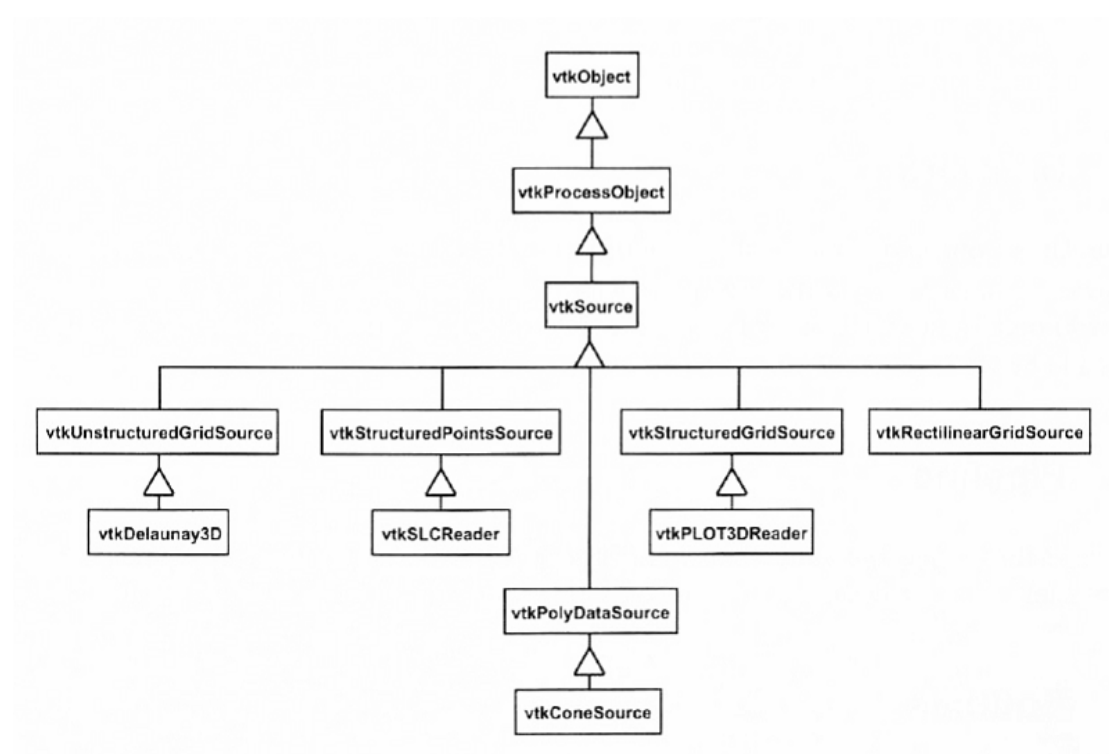 vtkObject
vtkProcessObject
vtkSource
vtkUnstructuredGridSource
vtkStructuredPointsSource
vtkStructuredGridSource
vtkRectilinearGridSource
vtkDelaunay3D
vtkSLCReader
vtkPLOT3DReader
vtkPolyDataSource
vtkConeSource